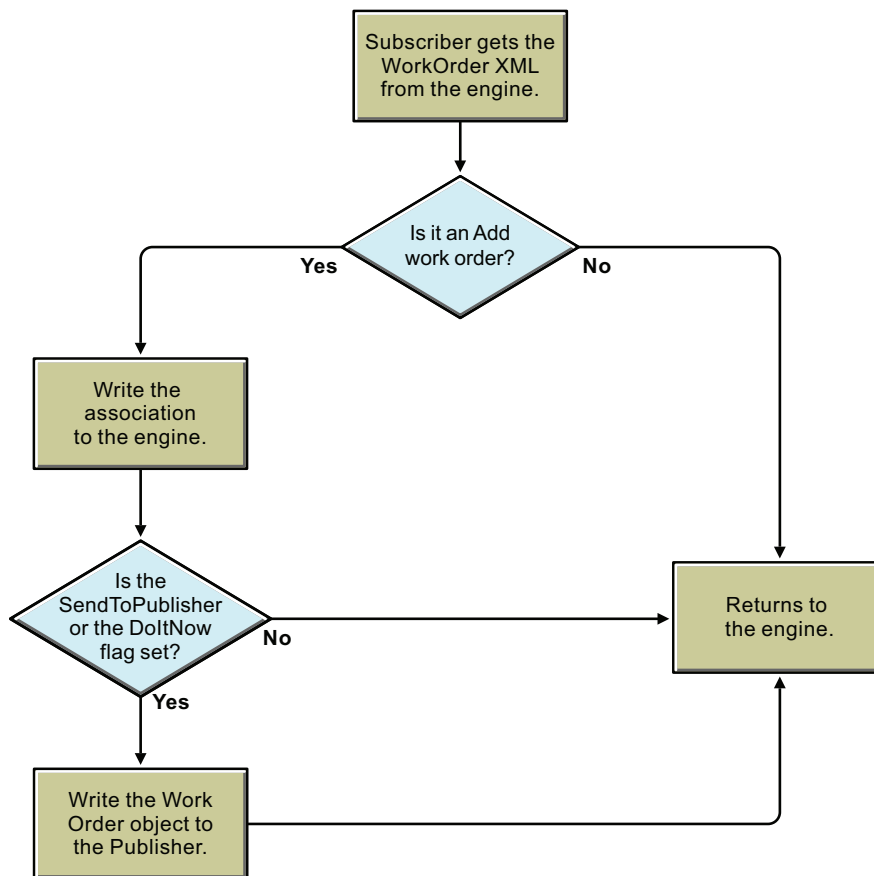 Subscriber gets the
WorkOrder XML
from the engine.
Is it an Add
work order?
Yes
No
Write the
association
to the engine.
Is the
SendToPublisher
or the DoItNow
flag set?
No
Yes
Returns to
the engine.
Write the Work
Order object to
the Publisher.